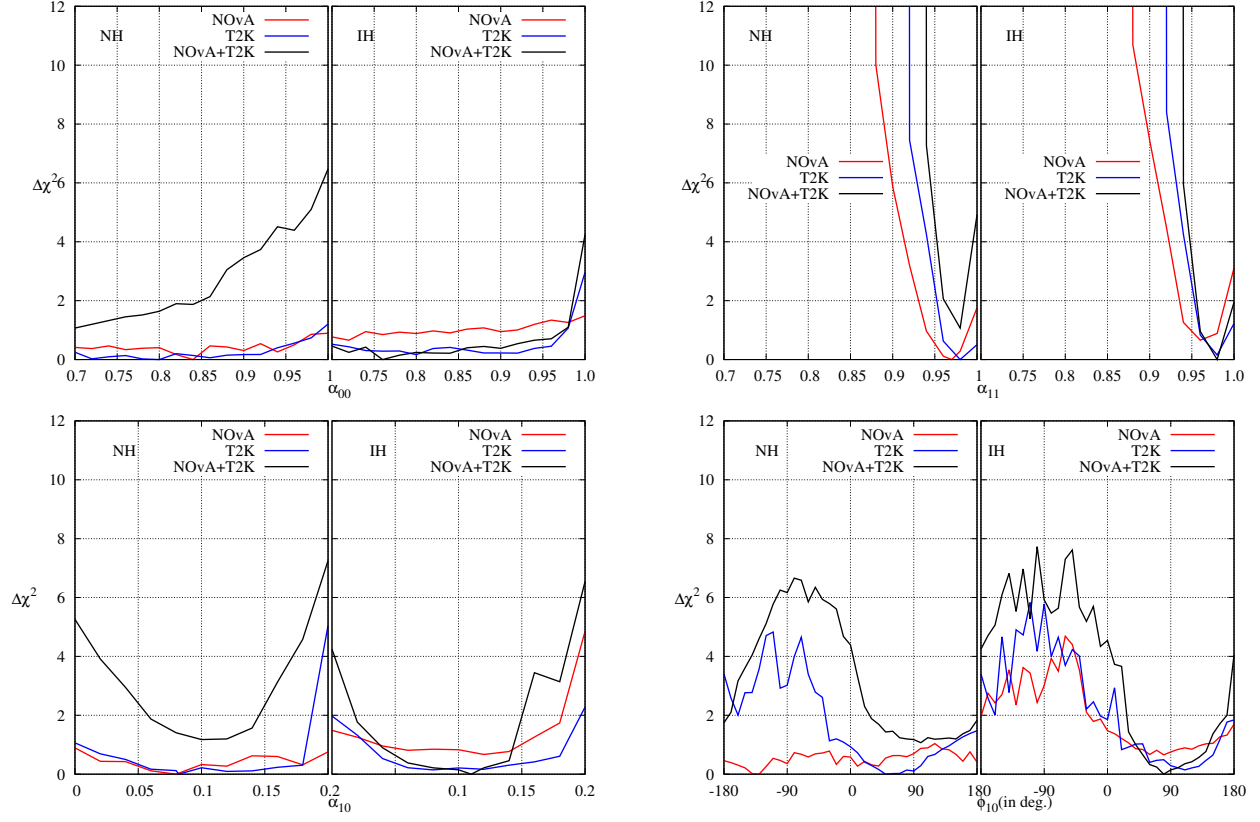 12
10
8
Δχ² 6
4
2
0
0.7 0.75 0.8 0.85 0.9 0.95 1
0.75 0.8 0.85 0.9 0.95 1.0
α₀₀
NH
NOvA
T2K
NOvA+T2K
IH
NOvA
T2K
NOvA+T2K
12
10
8
Δχ² 6
4
2
0
0.7 0.75 0.8 0.85 0.9 0.95 1
0.75 0.8 0.85 0.9 0.95 1.0
α₁₁
NH
NOvA
T2K
NOvA+T2K
IH
NOvA
T2K
NOvA+T2K
12
10
8
Δχ² 6
4
2
0
0 0.05 0.1 0.15 0.2
0.05 0.1 0.15 0.2
α₁₀
NH
NOvA
T2K
NOvA+T2K
IH
NOvA
T2K
NOvA+T2K
12
10
8
Δχ² 6
4
2
0
-180 -90 0 90 180
-90 0 90 180
ϕ₁₀(in deg.)
NH
NOvA
T2K
NOvA+T2K
IH
NOvA
T2K
NOvA+T2K